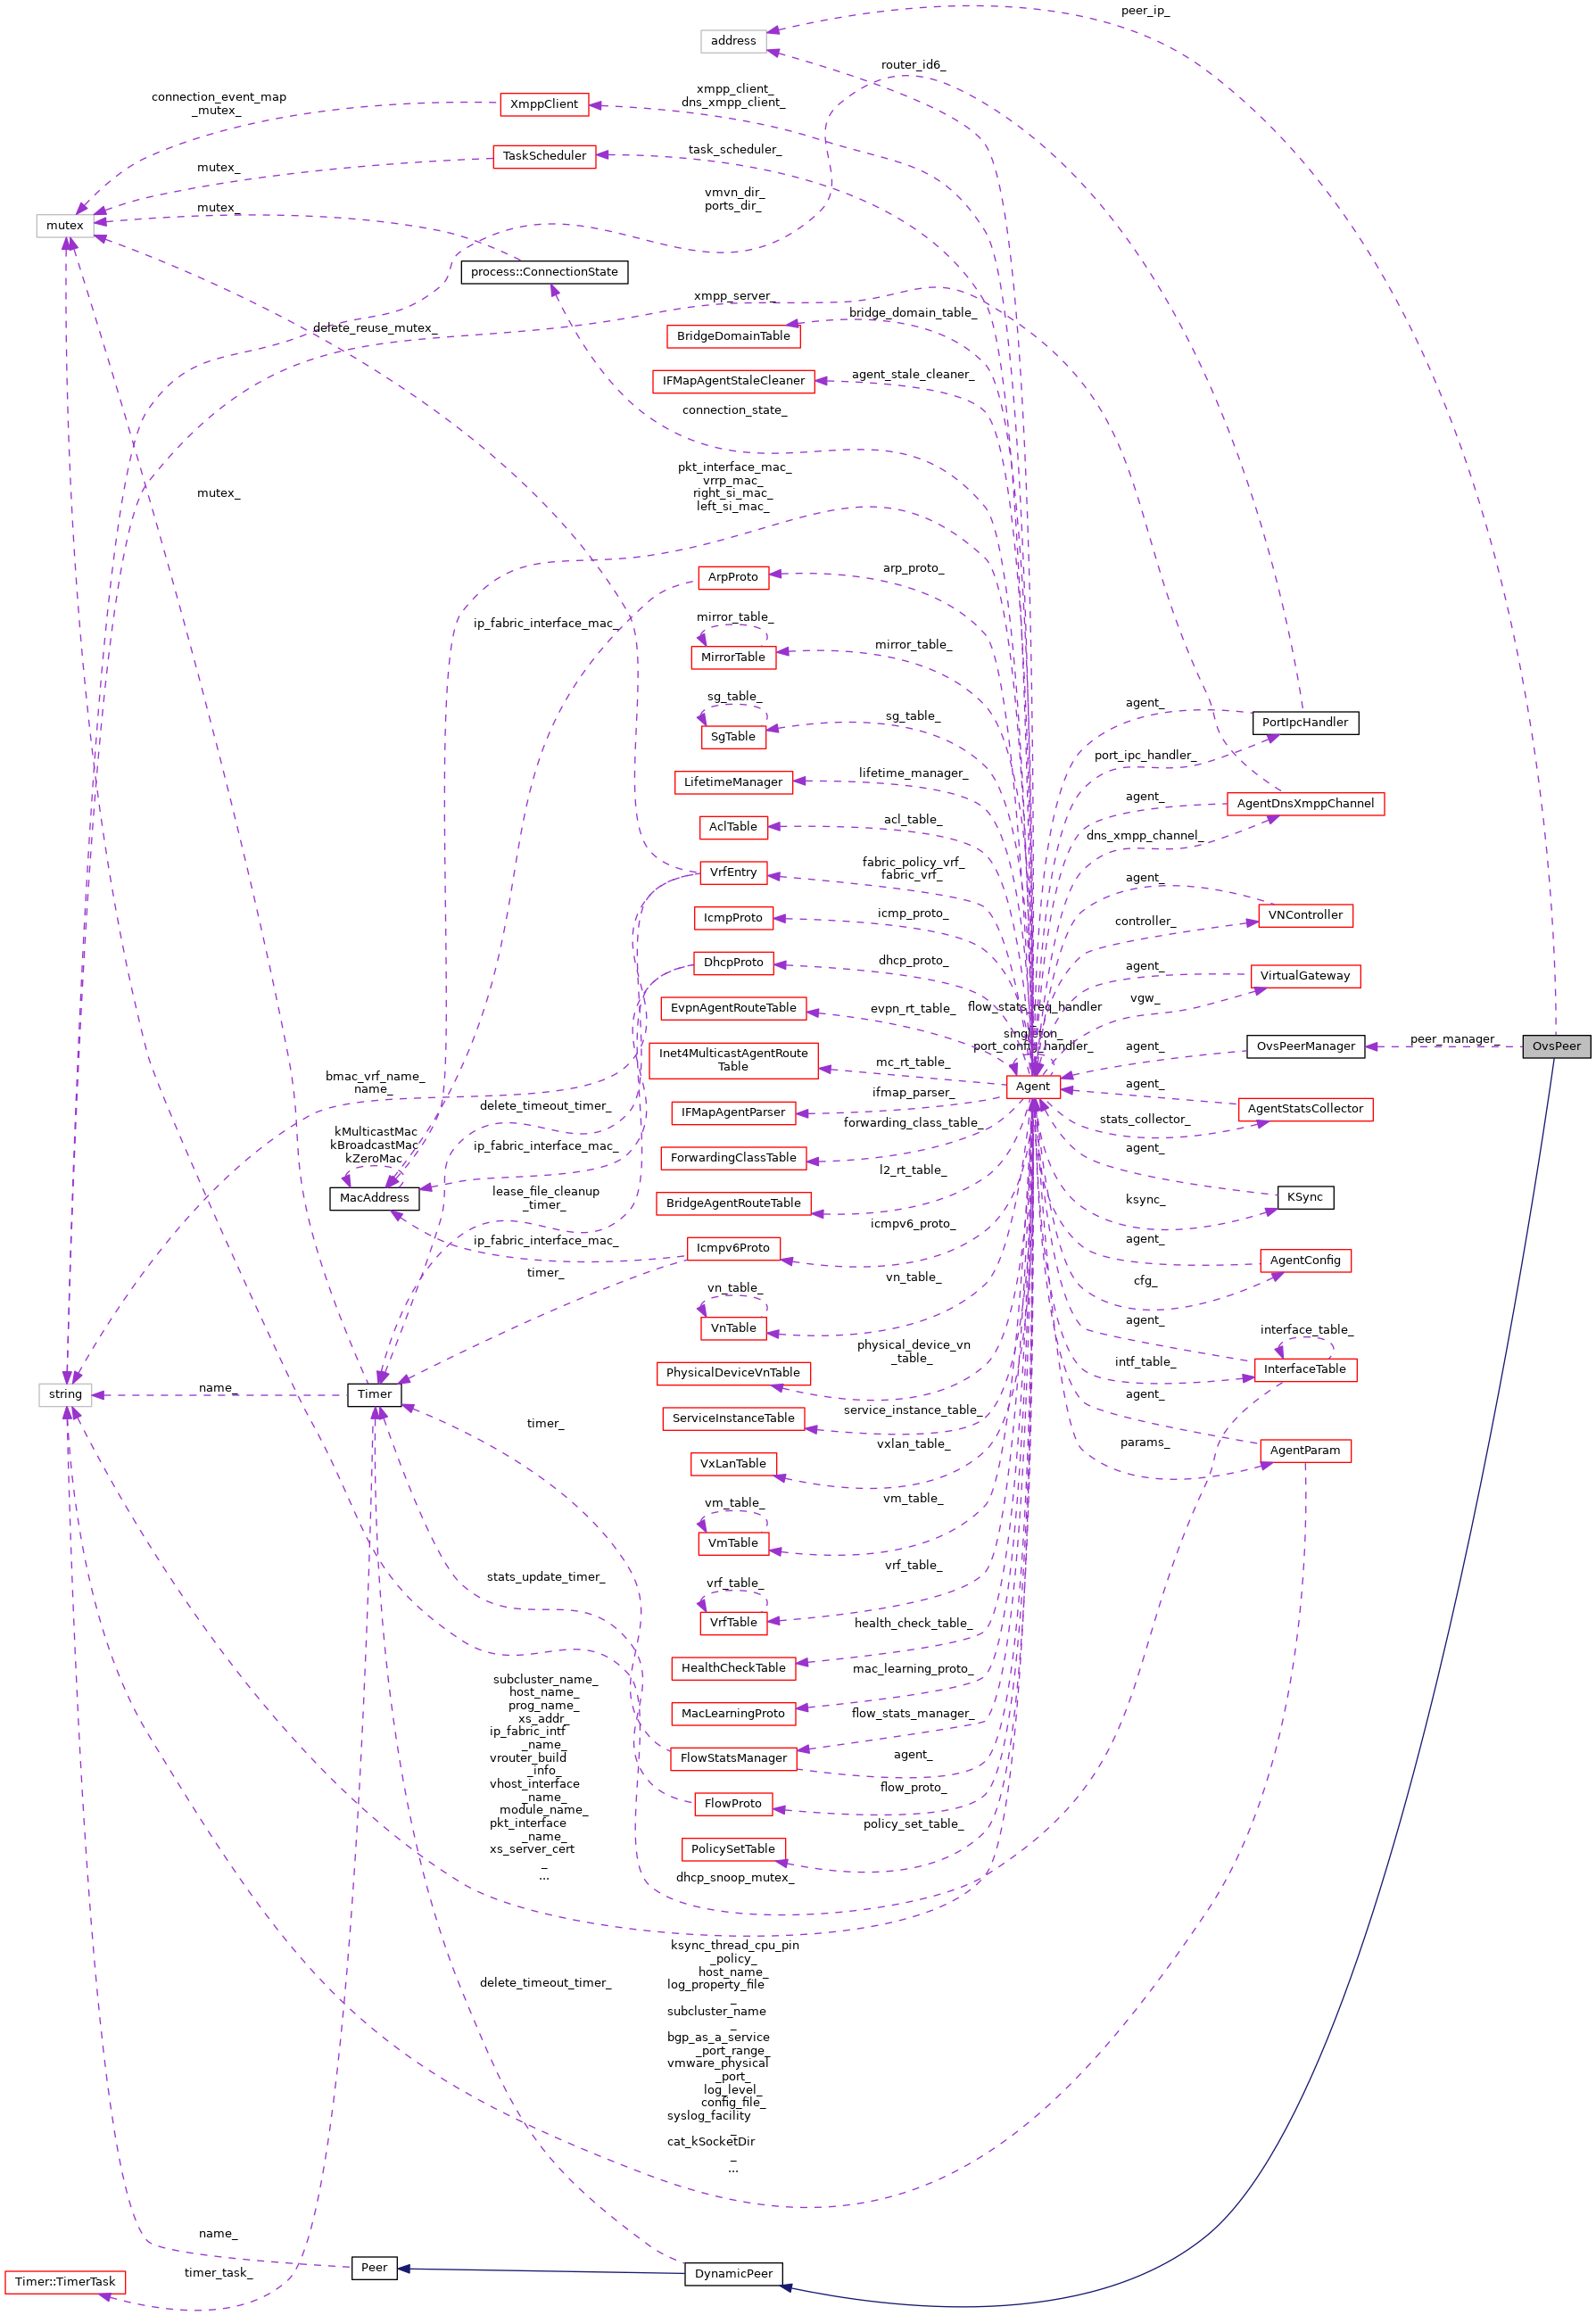 peer_ip_
address
router_id6_
xmpp_client_
dns_xmpp_client_
connection_event_map
_mutex_
XmppClient
task_scheduler_
TaskScheduler
mutex_
vmvn_dir_
ports_dir_
mutex_
mutex
process::ConnectionState
xmpp_server_
bridge_domain_table_
delete_reuse_mutex_
BridgeDomainTable
agent_stale_cleaner_
IFMapAgentStaleCleaner
connection_state_
pkt_interface_mac_
vrrp_mac_
right_si_mac_
left_si_mac_
mutex_
arp_proto_
ArpProto
ip_fabric_interface_mac_
mirror_table_
mirror_table_
MirrorTable
sg_table_
sg_table_
SgTable
agent_
PortIpcHandler
port_ipc_handler_
lifetime_manager_
LifetimeManager
agent_
AgentDnsXmppChannel
acl_table_
AclTable
dns_xmpp_channel_
fabric_policy_vrf_
fabric_vrf_
VrfEntry
agent_
icmp_proto_
IcmpProto
controller_
VNController
dhcp_proto_
DhcpProto
agent_
VirtualGateway
vgw_
evpn_rt_table_
EvpnAgentRouteTable
flow_stats_req_handler
_
singleton_
port_config_handler_
peer_manager_
OvsPeer
OvsPeerManager
agent_
Inet4MulticastAgentRoute
Table
mc_rt_table_
Agent
bmac_vrf_name_
name_
ifmap_parser_
IFMapAgentParser
agent_
AgentStatsCollector
stats_collector_
delete_timeout_timer_
forwarding_class_table_
kMulticastMac
kBroadcastMac
kZeroMac
ip_fabric_interface_mac_
ForwardingClassTable
agent_
l2_rt_table_
MacAddress
lease_file_cleanup
_timer_
BridgeAgentRouteTable
ksync_
KSync
icmpv6_proto_
ip_fabric_interface_mac_
Icmpv6Proto
agent_
AgentConfig
timer_
vn_table_
cfg_
vn_table_
VnTable
agent_
interface_table_
physical_device_vn
_table_
PhysicalDeviceVnTable
intf_table_
InterfaceTable
string
name_
Timer
agent_
service_instance_table_
ServiceInstanceTable
timer_
vxlan_table_
params_
AgentParam
VxLanTable
vm_table_
vm_table_
VmTable
stats_update_timer_
vrf_table_
vrf_table_
VrfTable
health_check_table_
HealthCheckTable
mac_learning_proto_
MacLearningProto
flow_stats_manager_
FlowStatsManager
agent_
flow_proto_
FlowProto
policy_set_table_
PolicySetTable
dhcp_snoop_mutex_
subcluster_name_
host_name_
prog_name_
xs_addr_
ip_fabric_intf
_name_
vrouter_build
_info_
vhost_interface
_name_
module_name_
pkt_interface
_name_
xs_server_cert
_
...
delete_timeout_timer_
ksync_thread_cpu_pin
_policy_
host_name_
log_property_file
_
subcluster_name
_
bgp_as_a_service
_port_range_
vmware_physical
_port_
log_level_
config_file_
syslog_facility
_
cat_kSocketDir
_
...
name_
Peer
timer_task_
Timer::TimerTask
DynamicPeer